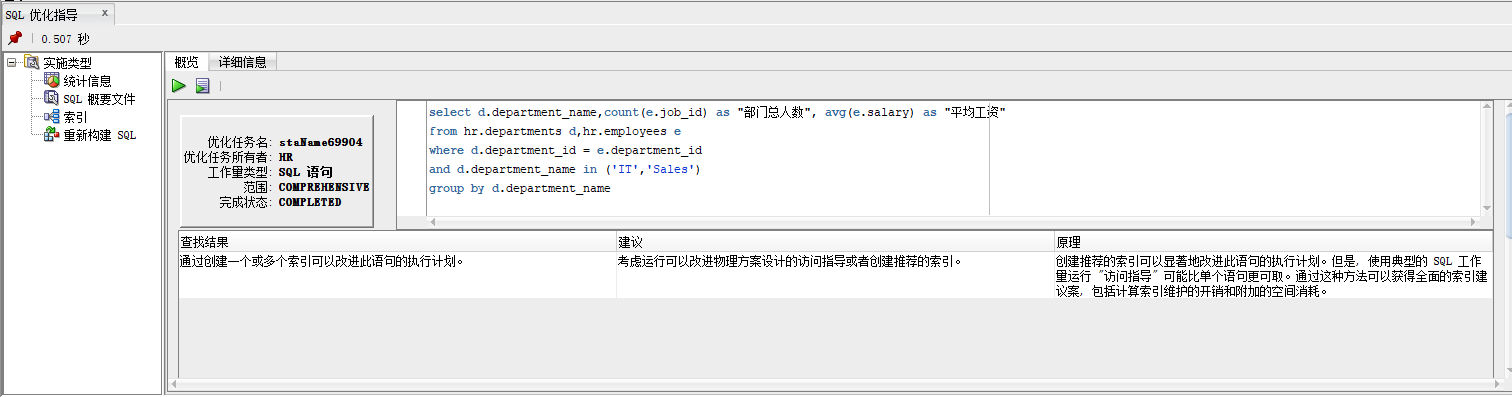 SQL 优化指导
0.507 秒
实施类型
统计信息
SQL 概要文件
索引
重新构建 SQL
概览
详细信息
优化任务名: staName69904
优化任务所有者: HR
工作量类型: SQL 语句
范围: COMPREHENSIVE
完成状态: COMPLETED
select d.department_name,count(e.job_id) as "部门总人数", avg(e.salary) as "平均工资"
from hr.departments d,hr.employees e
where d.department_id = e.department_id
and d.department_name in ('IT','Sales')
group by d.department_name
查找结果
建议
原理
通过创建一个或多个索引可以改进此语句的执行计划。
考虑运行可以改进物理方案设计的访问指导或者创建推荐的索引。
创建推荐的索引可以显著地改进此语句的执行计划。但是, 使用典型的 SQL 工作
量运行 "访问指导" 可能比单个语句更可取。通过这种方法可以获得全面的索引建
议案, 包括计算索引维护的开销和附加的空间消耗。